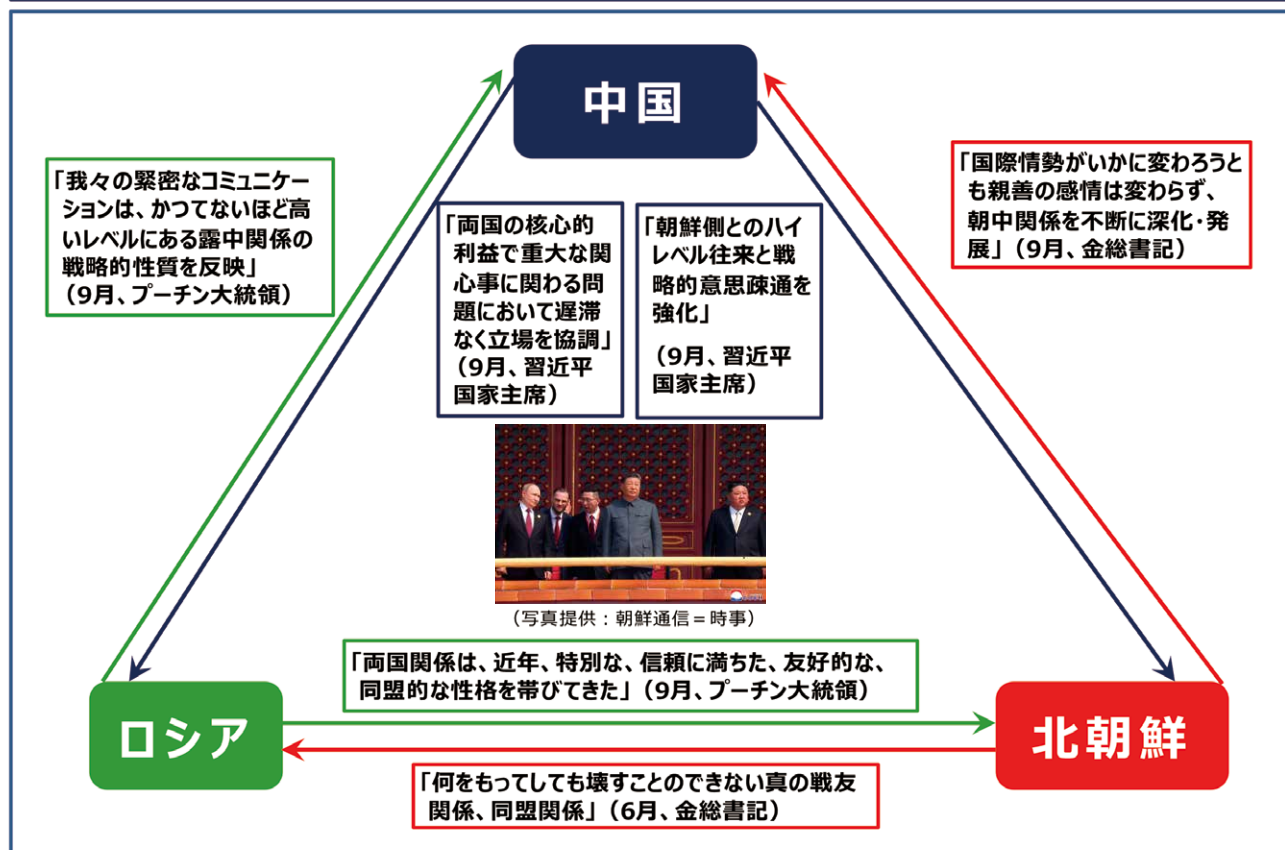 中国
「我々の緊密なコミュニケー
ションは、かつてないほど高
いレベルにある露中関係の
戦略的性質を反映」
（9月、プーチン大統領）
「両国の核心的
利益で重大な関
心事に関わる問
題において遅滞
なく立場を協調」
（9月、習近平
国家主席）
「朝鮮側とのハイ
レベル往来と戦
略的意思疎通を
強化」
（9月、習近平
国家主席）
「国際情勢がいかに変わろうと
も親善の感情は変わらず、
朝中関係を不断に深化・発
展」（9月、金総書記）
（写真提供：朝鮮通信＝時事）
「両国関係は、近年、特別な、信頼に満ちた、友好的な、
同盟的な性格を帯びてきた」（9月、プーチン大統領）
ロシア
北朝鮮
「何をもってしても壊すことのできない真の戦友
関係、同盟関係」（6月、金総書記）